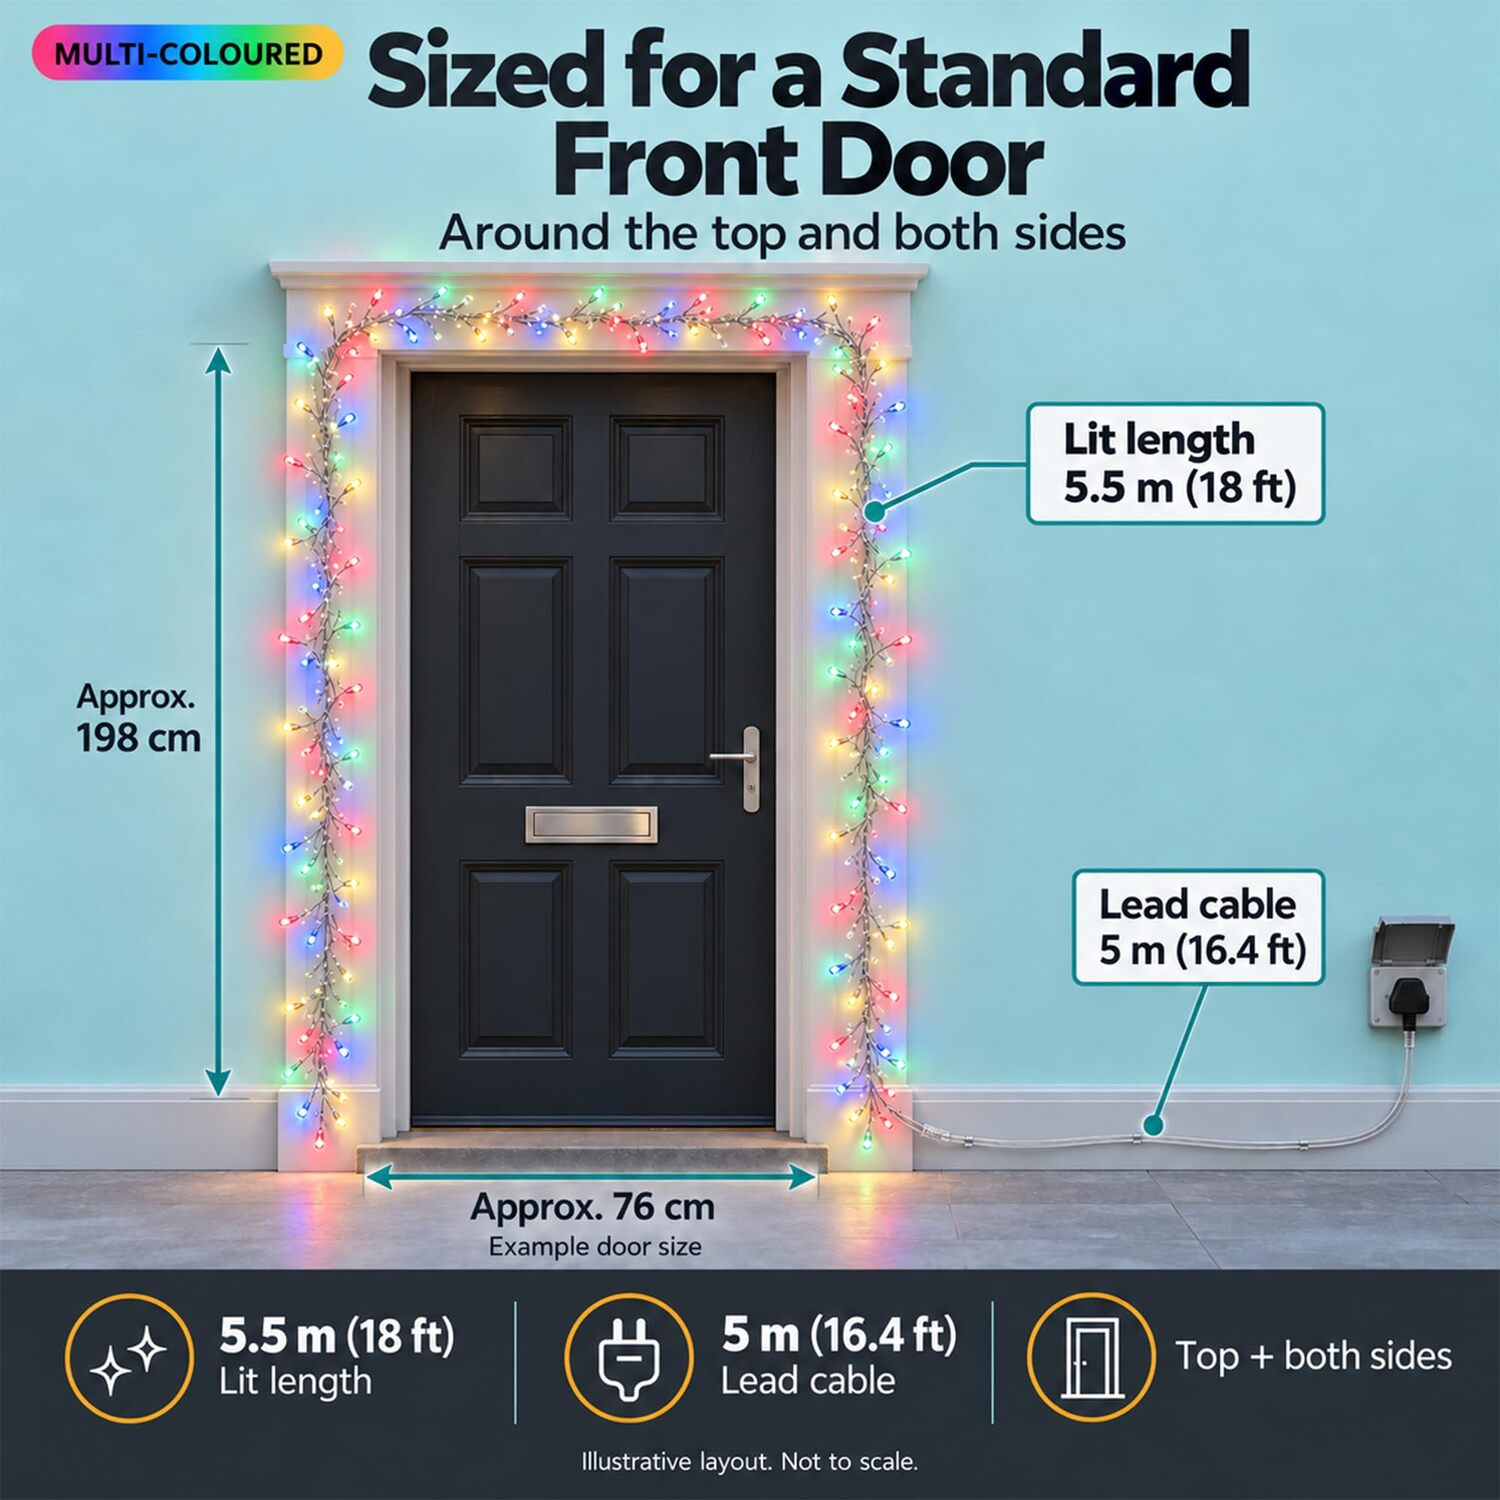 MULTI-COLOURED
Sized for a Standard
Front Door
Around the top and both sides
Lit length
5.5 m (18 ft)
Approx.
198 cm
Lead cable
5 m (16.4 ft)
Approx. 76 cm
Example door size
5.5 m (18 ft)
Lit length
5 m (16.4 ft)
Lead cable
Top + both sides
Illustrative layout. Not to scale.